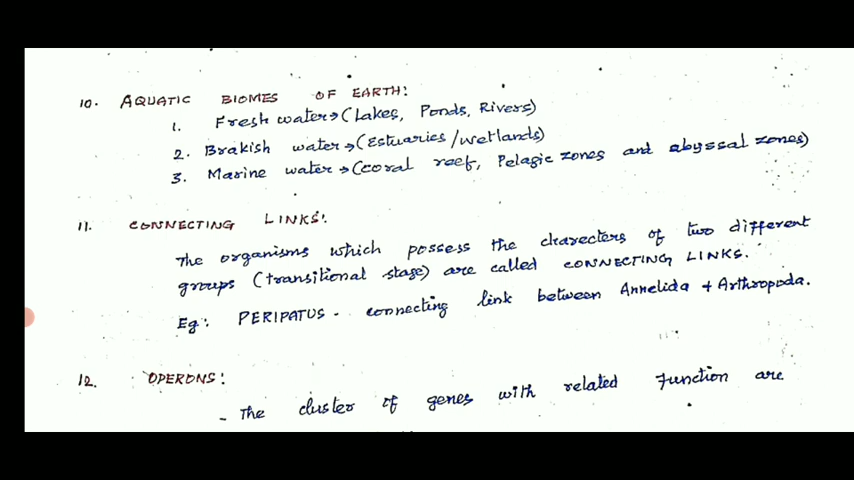 10. AQUATIC BIOMES OF EARTH:
1. Fresh water → (Lakes, Ponds, Rivers)
2. Brakish water → (Estuaries/wetlands)
3. Marine water → (coral reef, Pelagic zones and abyssal zones)
11. CONNECTING LINKS:
The organisms which possess the charecters of two different
groups (transitional stage) are called CONNECTING LINKS.
Eg: PERIPATUS - connecting link between Annelida + Arthropoda.
12. OPERONS:
- The cluster of genes with related function are